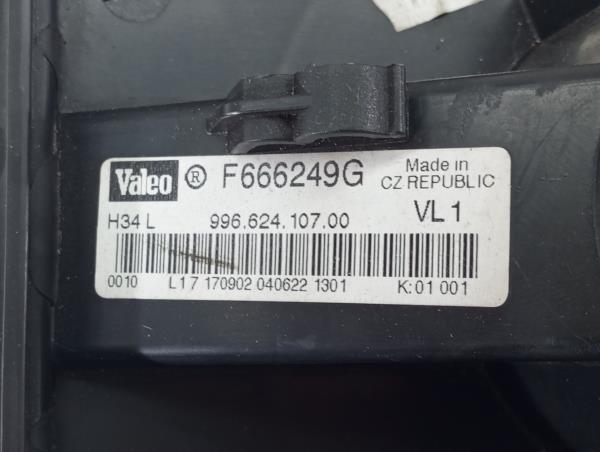 Valeo ® F666249G Made in
CZ REPUBLIC
H34 L 996.624.107.00 VL 1
0010 L17 170902 040622 1301 K:01 001